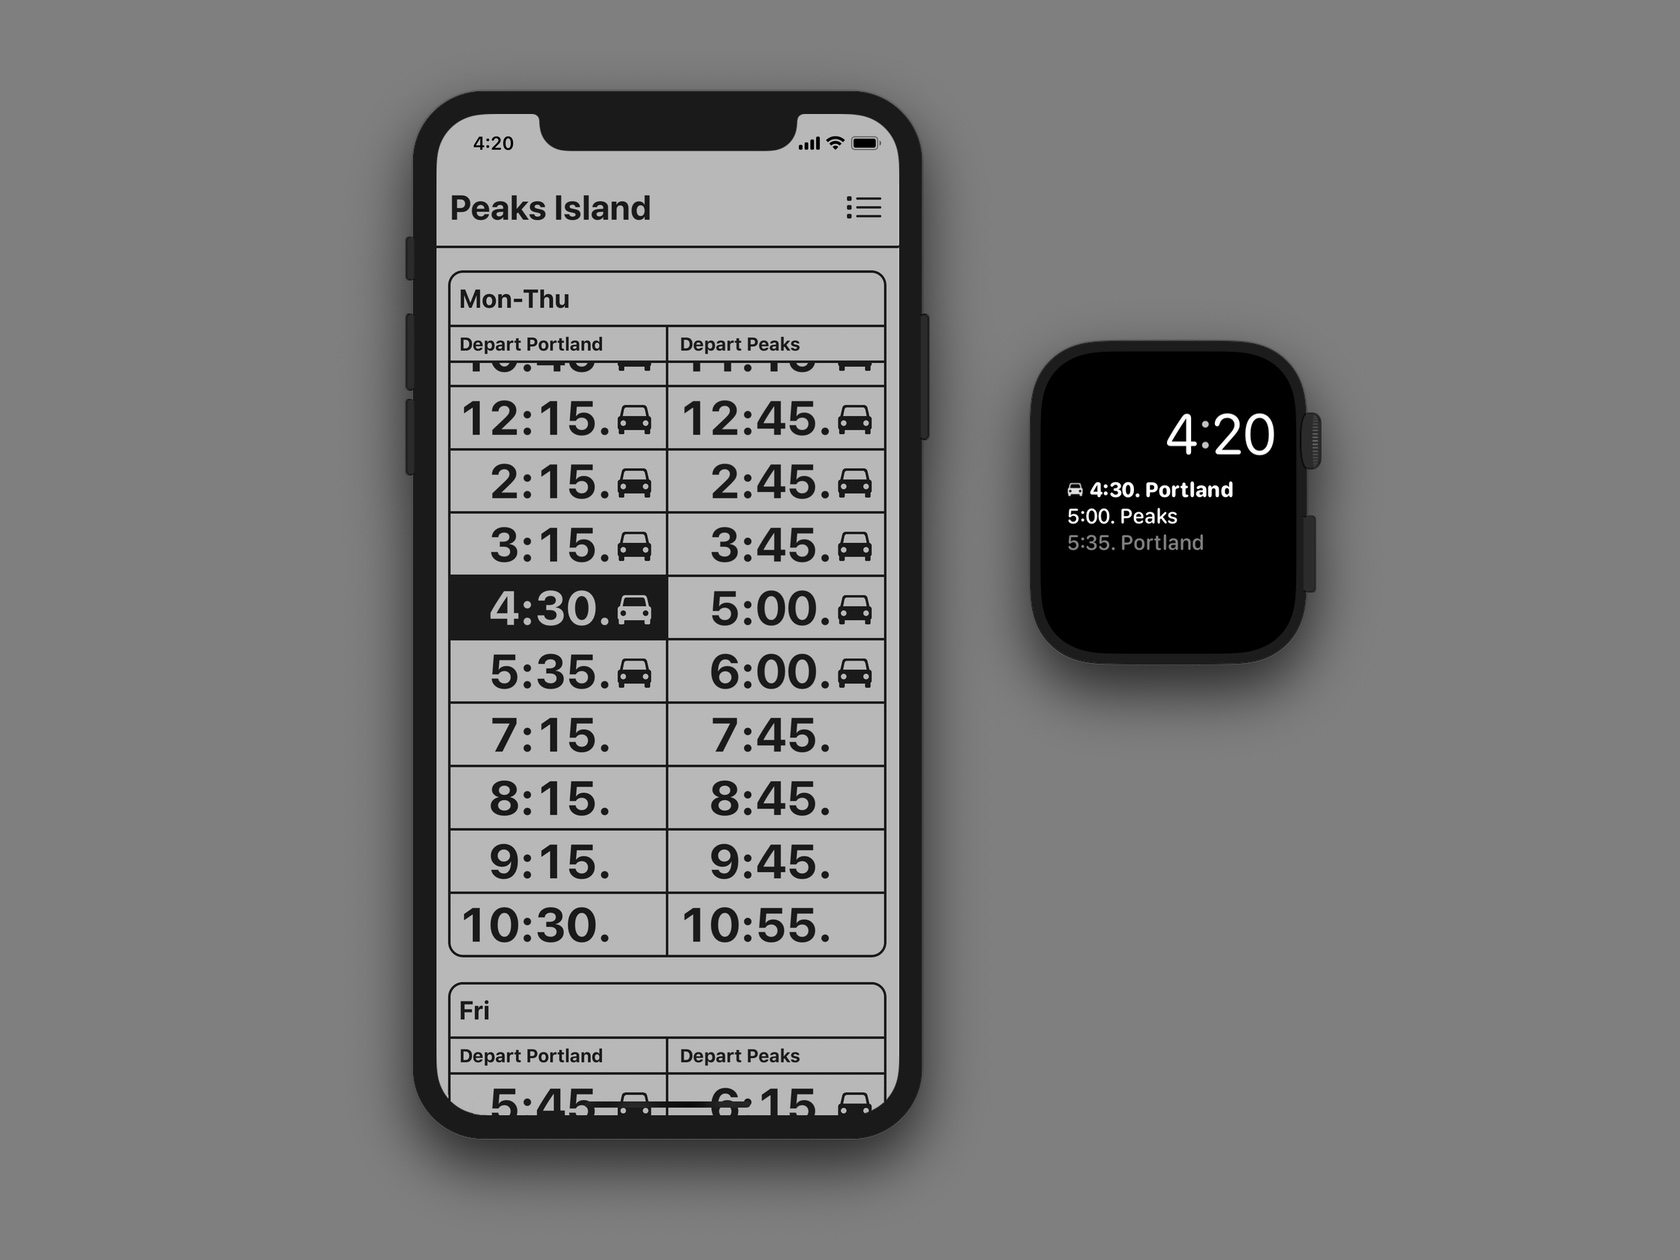 4:20
Peaks Island
Mon-Thu
Depart Portland Depart Peaks
12:15. 12:45.
2:15. 2:45.
3:15. 3:45.
4:30. 5:00.
5:35. 6:00.
7:15. 7:45.
8:15. 8:45.
9:15. 9:45.
10:30. 10:55.
Fri
Depart Portland Depart Peaks
5:45 6:15
4:20
4:30. Portland
5:00. Peaks
5:35. Portland